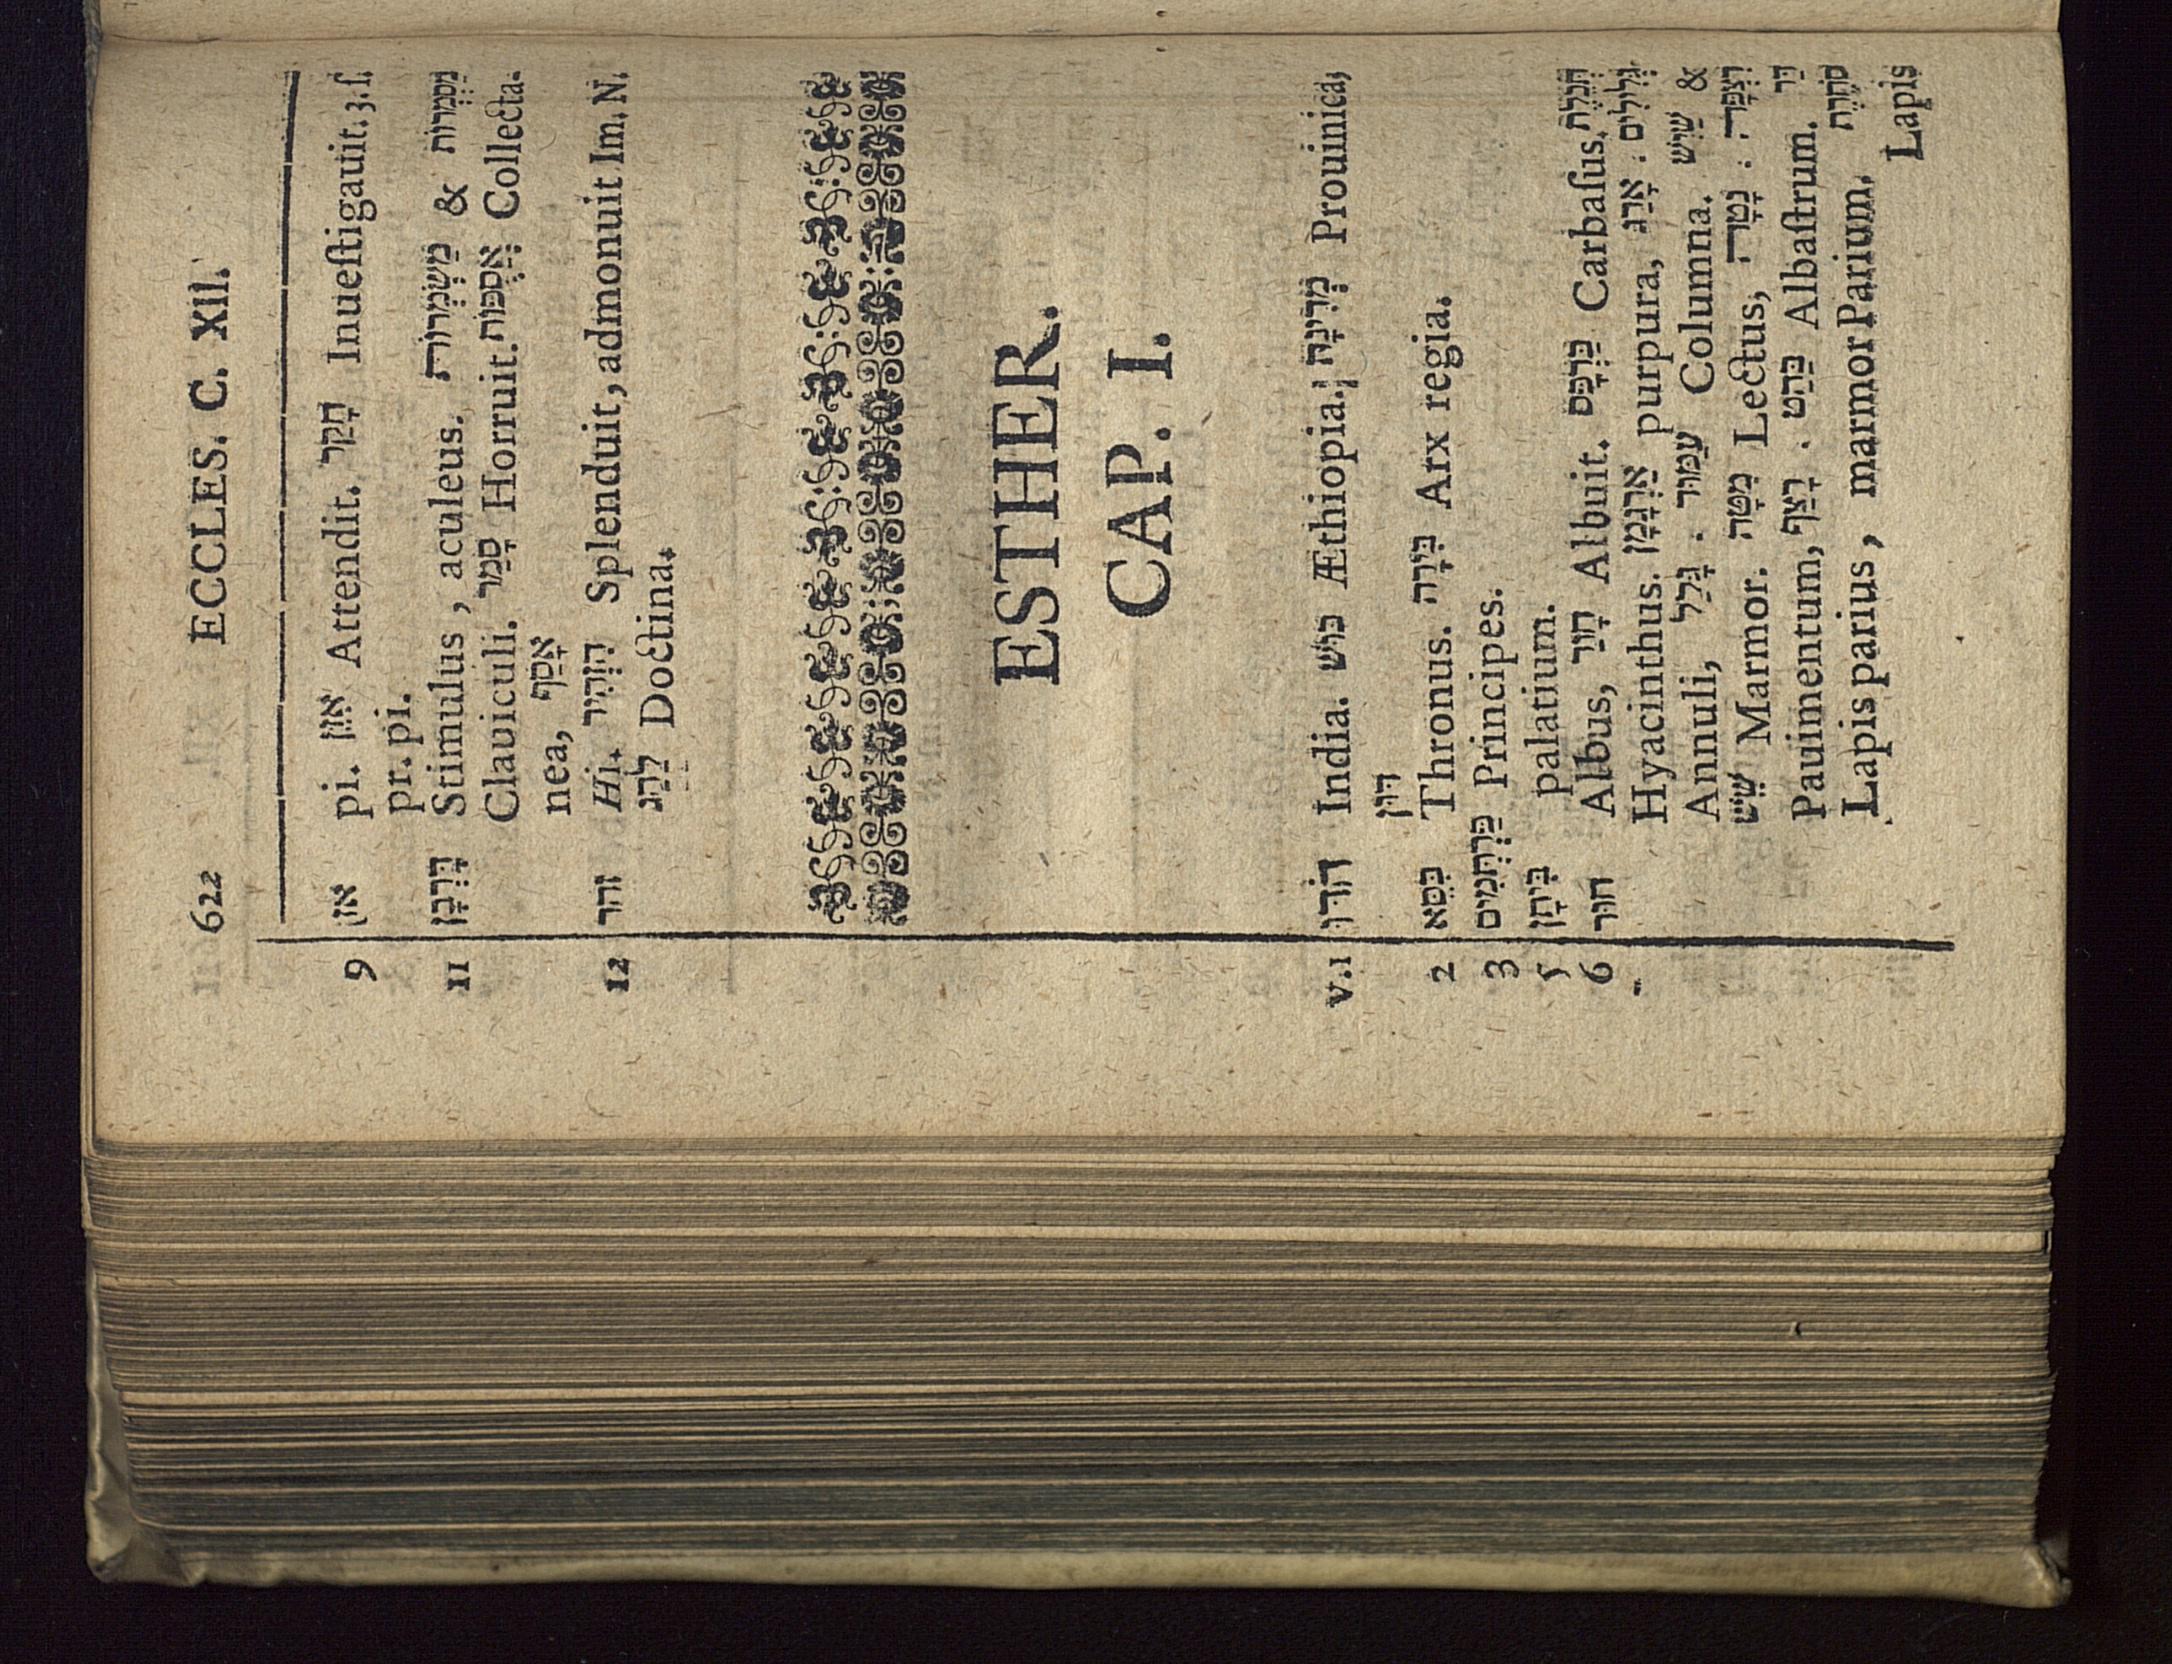 622 ECCLES. C. XII.
9 אזן pi. אִזֵּן Attendit. חָקַר Inueſtigauit. 3. ſ.
pr. pi.
11 דָּרְבָן Stimulus, aculeus. מַשְׂמְרוֹת & מַסְמְרוֹת
Clauiculi. סָמַר Horruit. אֲסֻפּוֹת Collecta-
nea, אָסַף
12 זהר Hi. הִזְהִיר Splenduit, admonuit Im. N.
לַהַג Doctina.
ESTHER.
CAP. I.
v.1 הֹדּוּ India. כּוּשׁ Æthiopia. מְדִינָה Prouinica,
דּוּן
2 כִּסֵּא Thronus. בִּירָה Arx regia.
3 פַּרְתְּמִים Principes.
5 בִּיתָן palatium.
6 חוּר Albus, חָוַר Albuit. כַּרְפַּס Carbaſus, תְּכֵלֶת
Hyacinthus. אַרְגָּמָן purpura, אָרַג . גְּלִילִים
Annuli, גָּלַל . עַמּוּד Columna. שַׁיִשׁ &
שֵׁשׁ Marmor. מִטָּה Lectus, נָטָה . רִצְפָּה
Pauimentum, רָצַף . בַּהַט Albaſtrum. דַּר
Lapis parius, marmor Parium. סֹחֶרֶת
Lapis